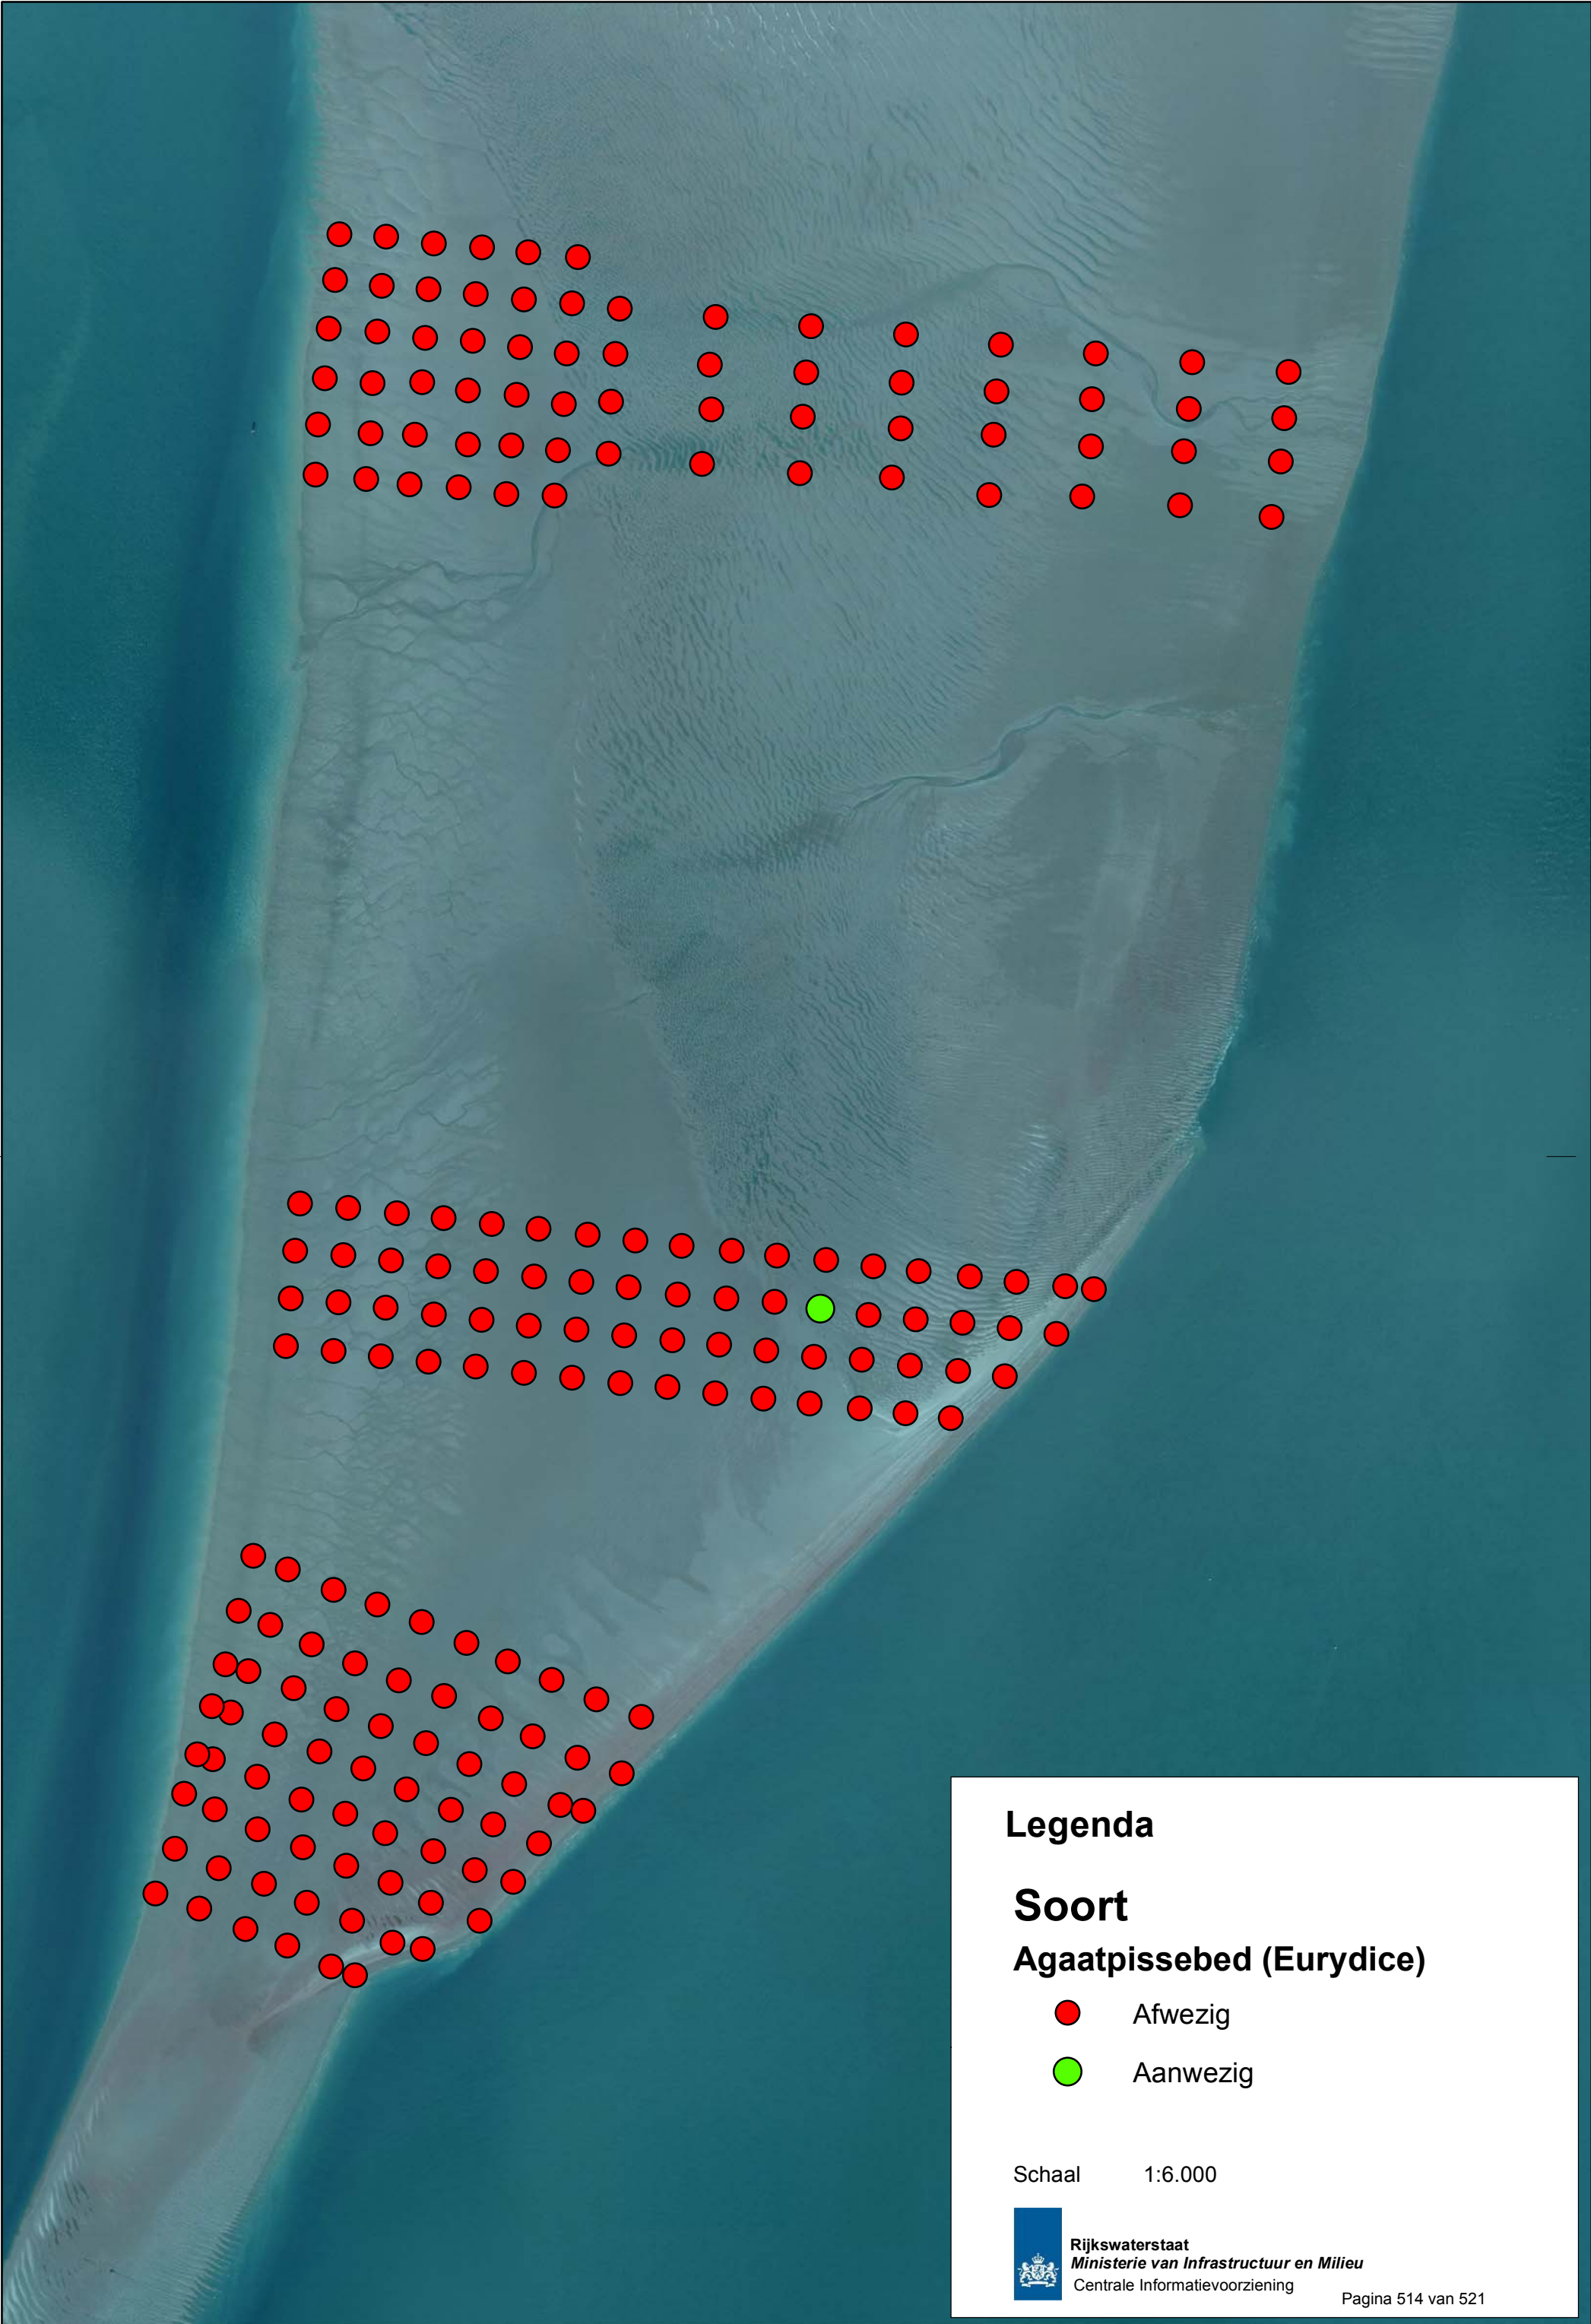 Legenda
Soort
Agaatpissebed (Eurydice)
Afwezig
Aanwezig
Schaal 1:6.000
Rijkswaterstaat
Ministerie van Infrastructuur en Milieu
Centrale Informatievoorziening
Pagina 514 van 521